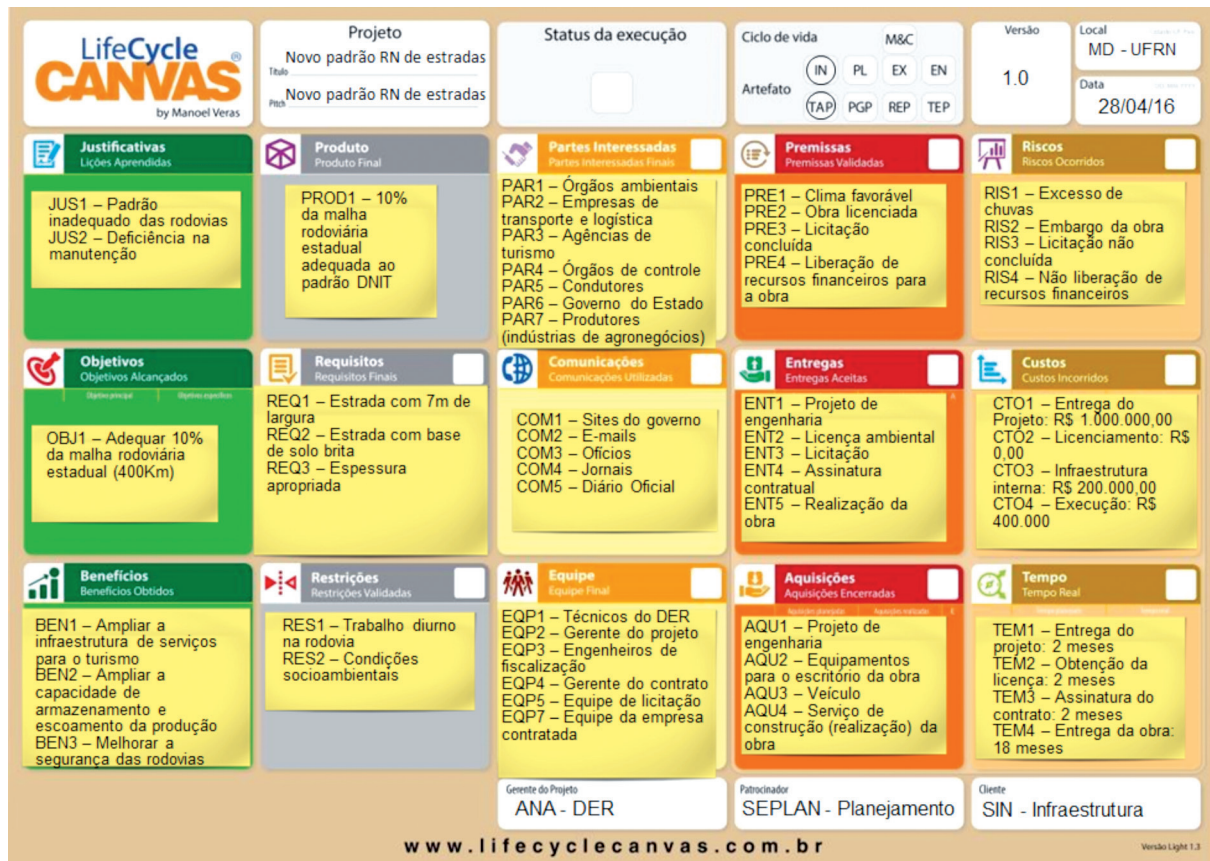 LifeCycle
CANVAS ®
by Manoel Veras
Projeto
Título Novo padrão RN de estradas
Pitch Novo padrão RN de estradas
Status da execução
Ciclo de vida
M&C
IN PL EX EN
Artefato
TAP PGP REP TEP
Versão
1.0
Local
MD - UFRN
Data
28/04/16
Justificativas
Lições Aprendidas
JUS1 – Padrão
inadequado das rodovias
JUS2 – Deficiência na
manutenção
Produto
Produto Final
PROD1 – 10%
da malha
rodoviária
estadual
adequada ao
padrão DNIT
Partes Interessadas
Partes Interessadas Finais
PAR1 – Órgãos ambientais
PAR2 – Empresas de
transporte e logística
PAR3 – Agências de
turismo
PAR4 – Órgãos de controle
PAR5 – Condutores
PAR6 – Governo do Estado
PAR7 – Produtores
(indústrias de agronegócios)
Premissas
Premissas Validadas
PRE1 – Clima favorável
PRE2 – Obra licenciada
PRE3 – Licitação
concluída
PRE4 – Liberação de
recursos financeiros para
a obra
Riscos
Riscos Ocorridos
RIS1 – Excesso de
chuvas
RIS2 – Embargo da obra
RIS3 – Licitação não
concluída
RIS4 – Não liberação de
recursos financeiros
Objetivos
Objetivos Alcançados
Objetivo principal Objetivos específicos
OBJ1 – Adequar 10%
da malha rodoviária
estadual (400Km)
Requisitos
Requisitos Finais
REQ1 – Estrada com 7m de
largura
REQ2 – Estrada com base
de solo brita
REQ3 – Espessura
apropriada
Comunicações
Comunicações Utilizadas
COM1 – Sites do governo
COM2 – E-mails
COM3 – Ofícios
COM4 – Jornais
COM5 – Diário Oficial
Entregas
Entregas Aceitas
ENT1 – Projeto de
engenharia
ENT2 – Licença ambiental
ENT3 – Licitação
ENT4 – Assinatura
contratual
ENT5 – Realização da
obra
Custos
Custos Incorridos
CTO1 – Entrega do
Projeto: R$ 1.000.000,00
CTO2 – Licenciamento: R$
0,00
CTO3 – Infraestrutura
interna: R$ 200.000,00
CTO4 – Execução: R$
400.000
Benefícios
Benefícios Obtidos
BEN1 – Ampliar a
infraestrutura de serviços
para o turismo
BEN2 – Ampliar a
capacidade de
armazenamento e
escoamento da produção
BEN3 – Melhorar a
segurança das rodovias
Restrições
Restrições Validadas
RES1 – Trabalho diurno
na rodovia
RES2 – Condições
socioambientais
Equipe
Equipe Final
EQP1 – Técnicos do DER
EQP2 – Gerente do projeto
EQP3 – Engenheiros de
fiscalização
EQP4 – Gerente do contrato
EQP5 – Equipe de licitação
EQP7 – Equipe da empresa
contratada
Aquisições
Aquisições Encerradas
Aquisições planejadas Aquisições realizadas
AQU1 – Projeto de
engenharia
AQU2 – Equipamentos
para o escritório da obra
AQU3 – Veículo
AQU4 – Serviço de
construção (realização) da
obra
Tempo
Tempo Real
TEM1 – Entrega do
projeto: 2 meses
TEM2 – Obtenção da
licença: 2 meses
TEM3 – Assinatura do
contrato: 2 meses
TEM4 – Entrega da obra:
18 meses
Gerente do Projeto
ANA - DER
Patrocinador
SEPLAN - Planejamento
Cliente
SIN - Infraestrutura
www.lifecyclecanvas.com.br
Versão Light 1.3